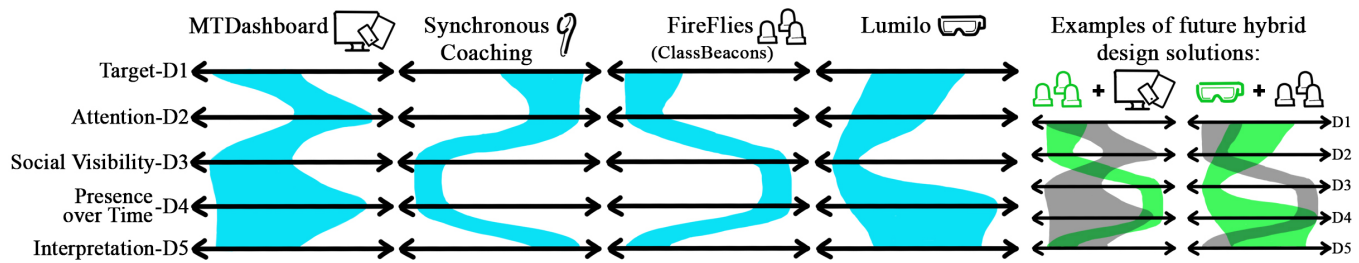 MTDashboard
Synchronous
Coaching
FireFlies
(ClassBeacons)
Lumilo
Examples of future hybrid
design solutions:
+
+
Target-D1
Attention-D2
Social Visibility-D3
Presence
over Time-D4
Interpretation-D5
D1
D2
D3
D4
D5